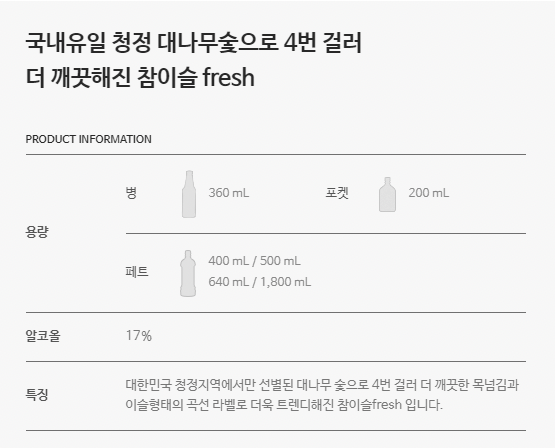 국내유일 청정 대나무숯으로 4번 걸러
더 깨끗해진 참이슬 fresh
PRODUCT INFORMATION
용량
병 360 mL 포켓 200 mL
페트 400 mL / 500 mL
640 mL / 1,800 mL
알코올 17%
특징
대한민국 청정지역에서만 선별된 대나무 숯으로 4번 걸러 더 깨끗한 목넘김과
이슬형태의 곡선 라벨로 더욱 트렌디해진 참이슬fresh 입니다.